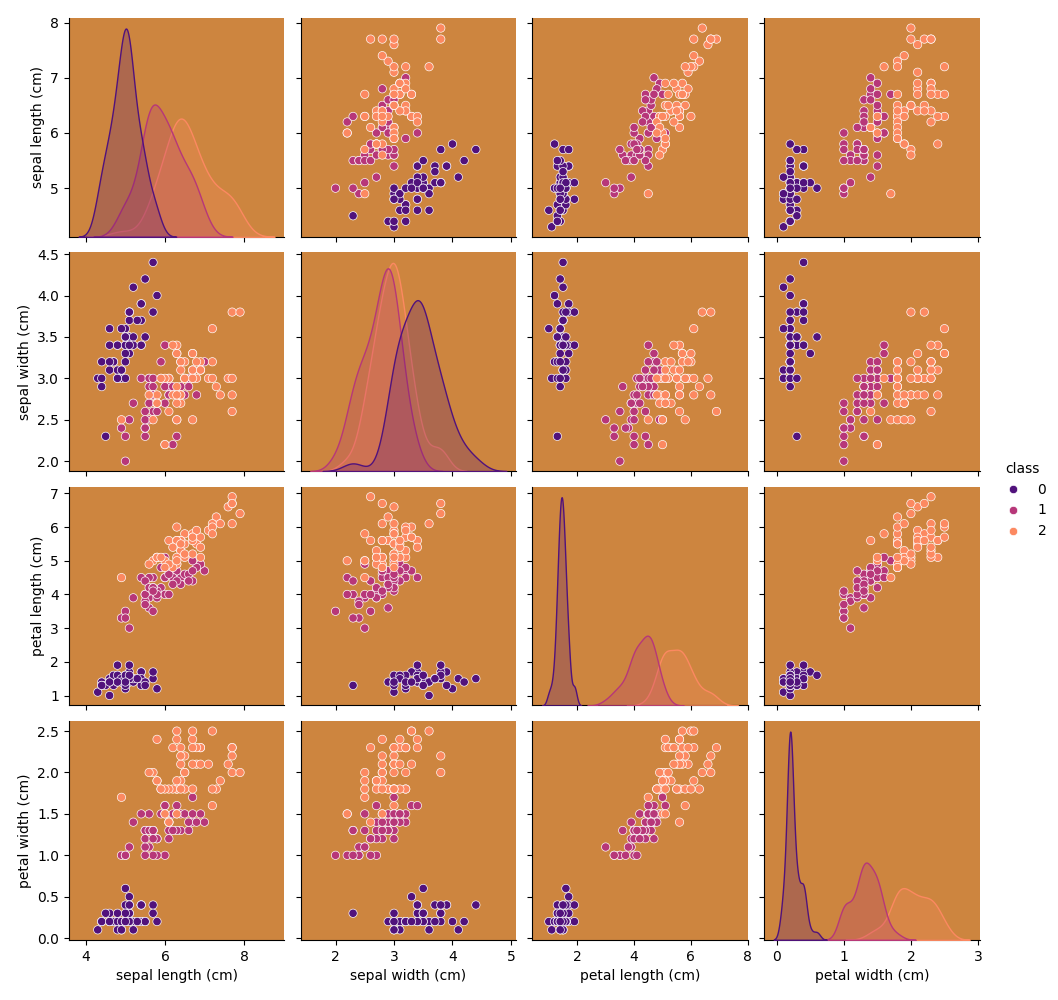 sepal length (cm)
8
7
6
5
sepal width (cm)
4.5
4.0
3.5
3.0
2.5
2.0
petal length (cm)
7
6
5
4
3
2
1
petal width (cm)
2.5
2.0
1.5
1.0
0.5
0.0
4 6 8
sepal length (cm)
2 3 4 5
sepal width (cm)
2 4 6 8
petal length (cm)
0 1 2 3
petal width (cm)
class
0
1
2